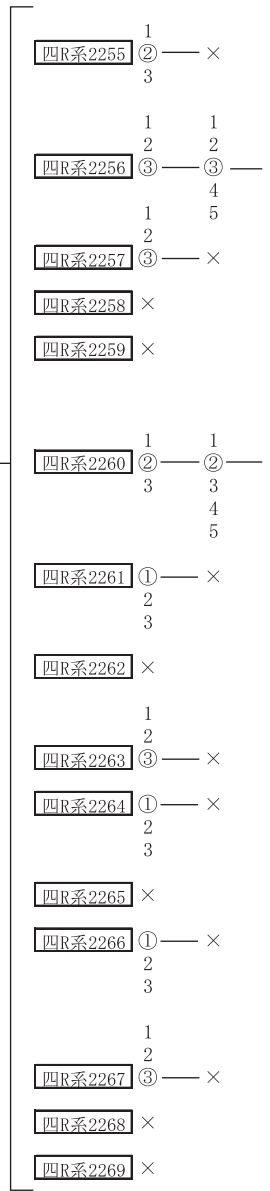 1
四R系2255 ② ×
3
1 1
2 2
四R系2256 ③ ③
4
1 5
2
四R系2257 ③ ×
四R系2258 ×
四R系2259 ×
1 1
四R系2260 ② ②
3 3
4
5
四R系2261 ① ×
2
3
四R系2262 ×
1
2
四R系2263 ③ ×
四R系2264 ① ×
2
3
四R系2265 ×
四R系2266 ① ×
2
3
1
2
四R系2267 ③ ×
四R系2268 ×
四R系2269 ×